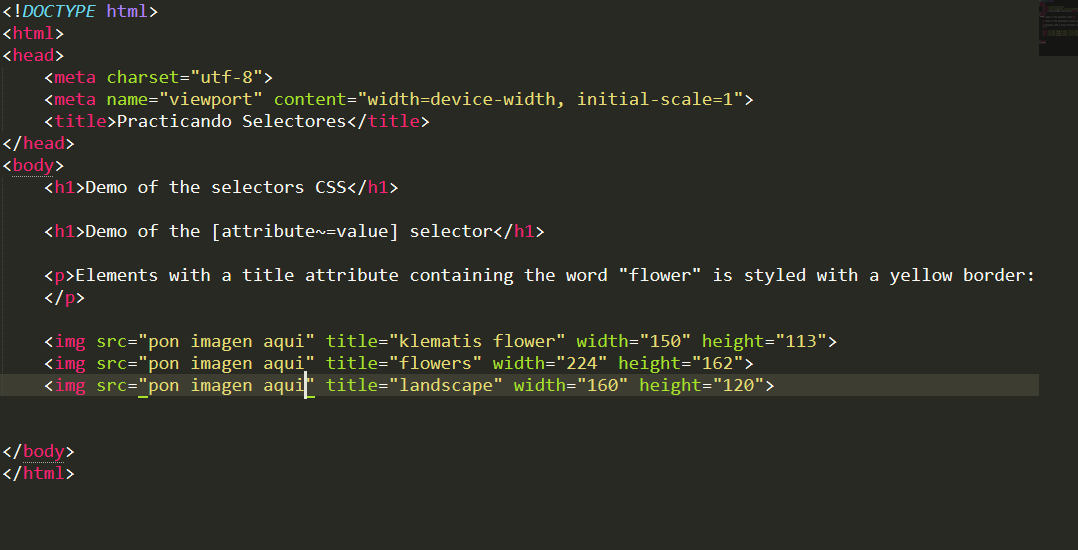 <!DOCTYPE html>
<html>
<head>
    <meta charset="utf-8">
    <meta name="viewport" content="width=device-width, initial-scale=1">
    <title>Practicando Selectores</title>
</head>
<body>
    <h1>Demo of the selectors CSS</h1>
    <h1>Demo of the [attribute~=value] selector</h1>
    <p>Elements with a title attribute containing the word "flower" is styled with a yellow border:
    </p>
    <img src="pon imagen aqui" title="klematis flower" width="150" height="113">
    <img src="pon imagen aqui" title="flowers" width="224" height="162">
    <img src="pon imagen aqui" title="landscape" width="160" height="120">
</body>
</html>